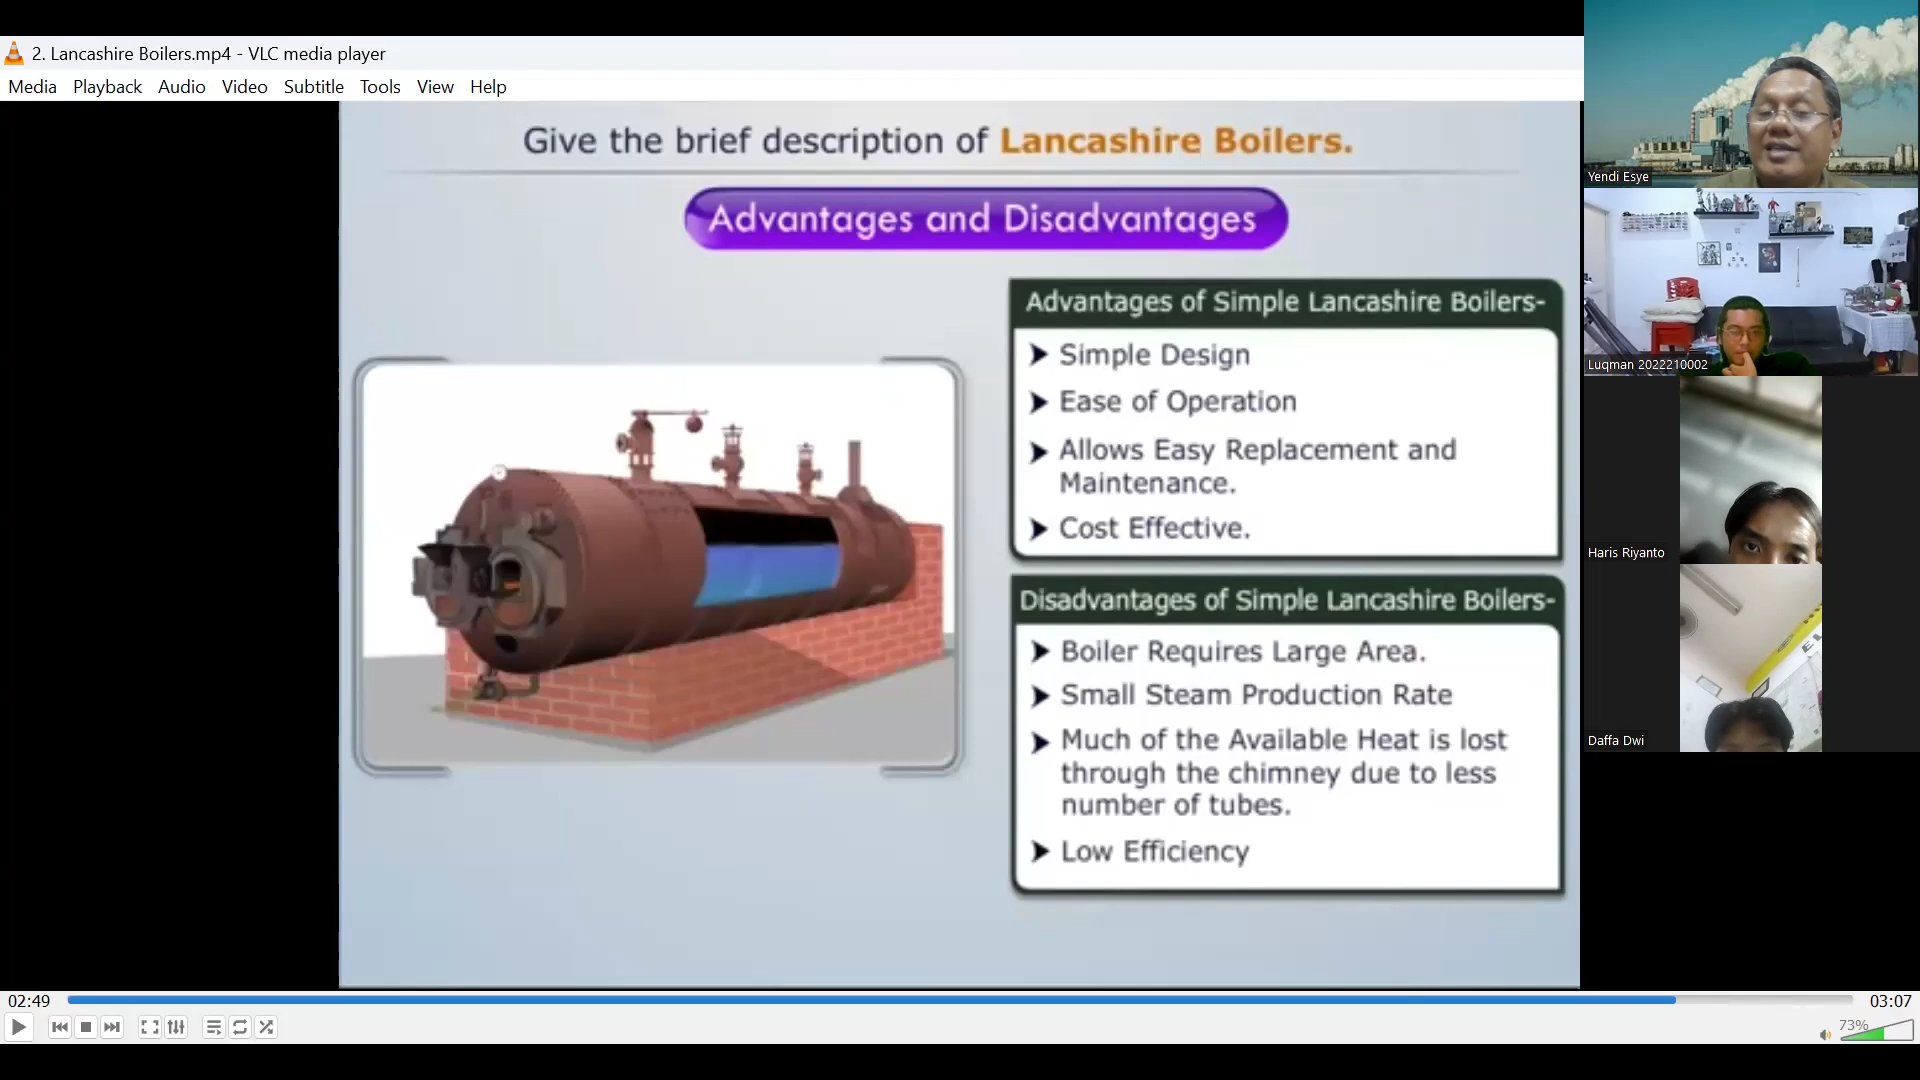 2. Lancashire Boilers.mp4 - VLC media player
Media Playback Audio Video Subtitle Tools View Help
Give the brief description of Lancashire Boilers.
Advantages and Disadvantages
Advantages of Simple Lancashire Boilers-
Simple Design
Ease of Operation
Allows Easy Replacement and
Maintenance.
Cost Effective.
Disadvantages of Simple Lancashire Boilers-
Boiler Requires Large Area.
Small Steam Production Rate
Much of the Available Heat is lost
through the chimney due to less
number of tubes.
Low Efficiency
Yendi Esye
Luqman 2022210002
Haris Riyanto
EL
Daffa Dwi
02:49
03:07
73%